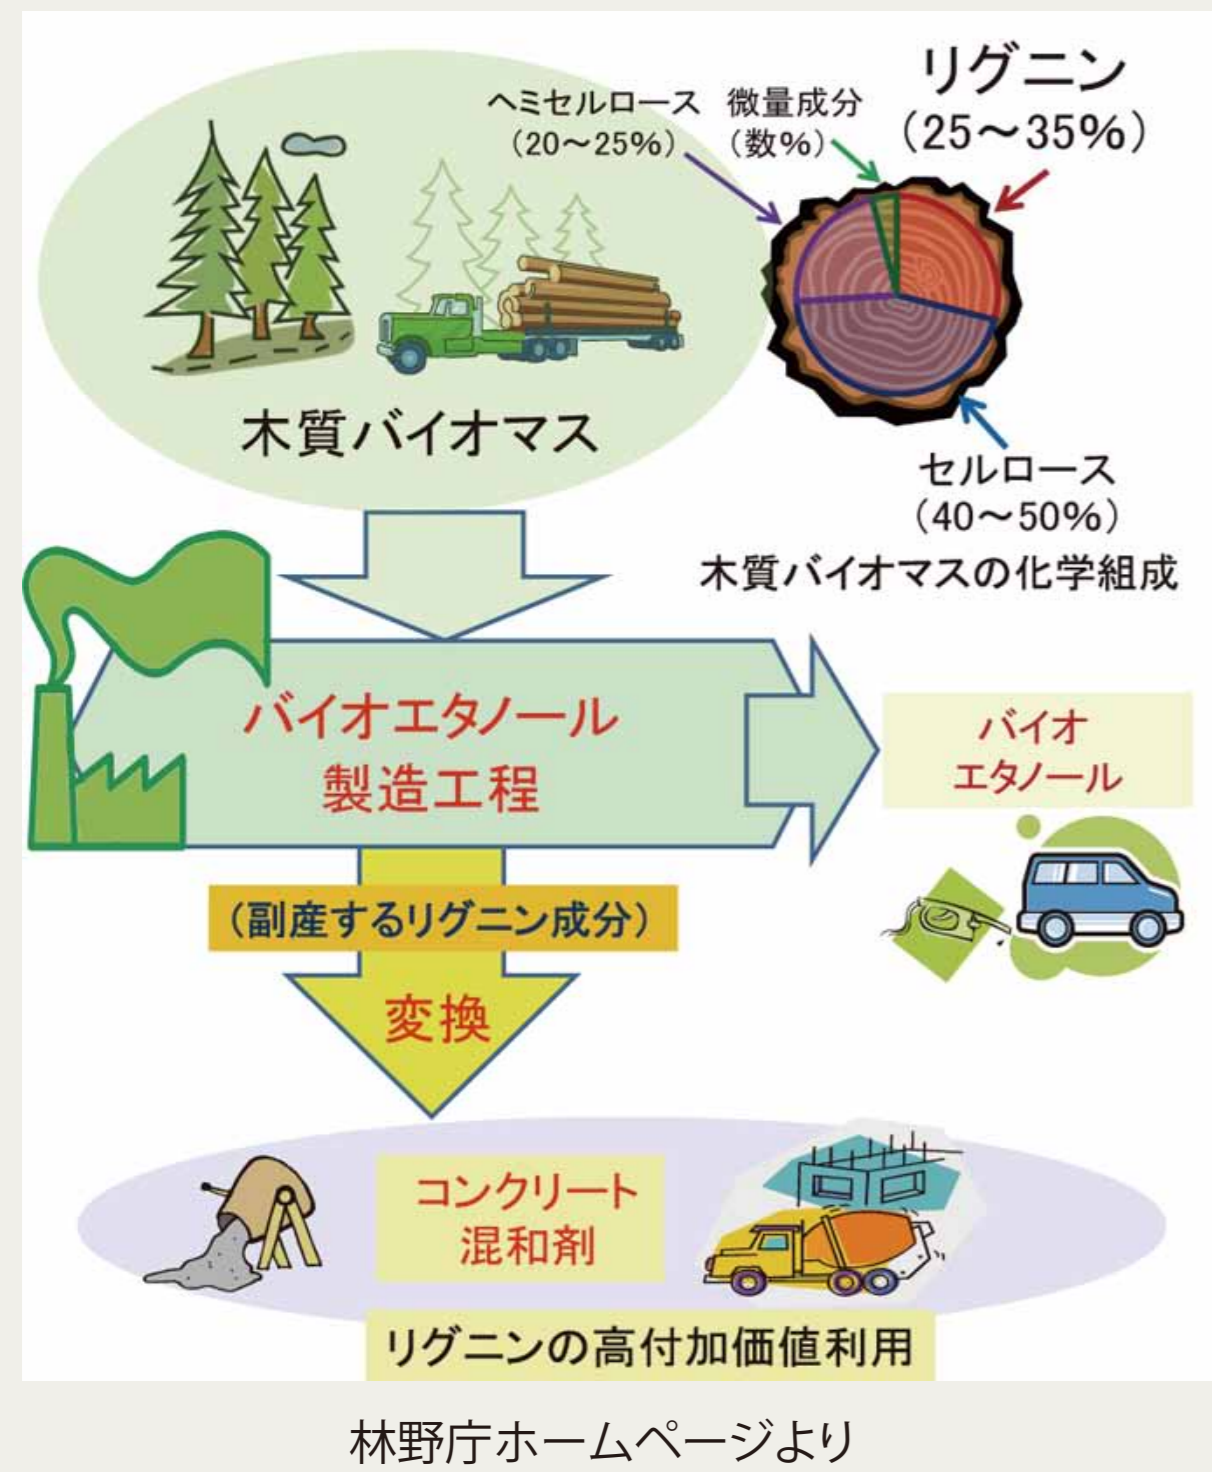 リグニン
（25～35%）
ヘミセルロース
（20～25%）
微量成分
（数%）
セルロース
（40～50%）
木質バイオマスの化学組成
木質バイオマス
バイオエタノール
製造工程
バイオ
エタノール
（副産するリグニン成分）
変換
コンクリート
混和剤
リグニンの高付加価値利用
林野庁ホームページより